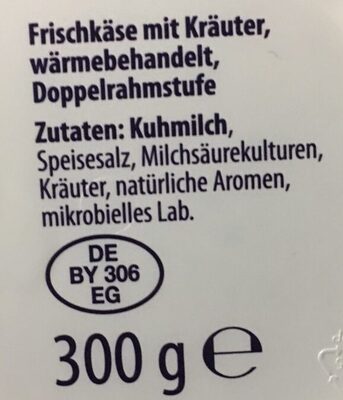 Frischkäse mit Kräuter,
wärmebehandelt,
Doppelrahmstufe
Zutaten: Kuhmilch,
Speisesalz, Milchsäurekulturen,
Kräuter, natürliche Aromen,
mikrobielles Lab.
DE
BY 306
EG
300 g ℮